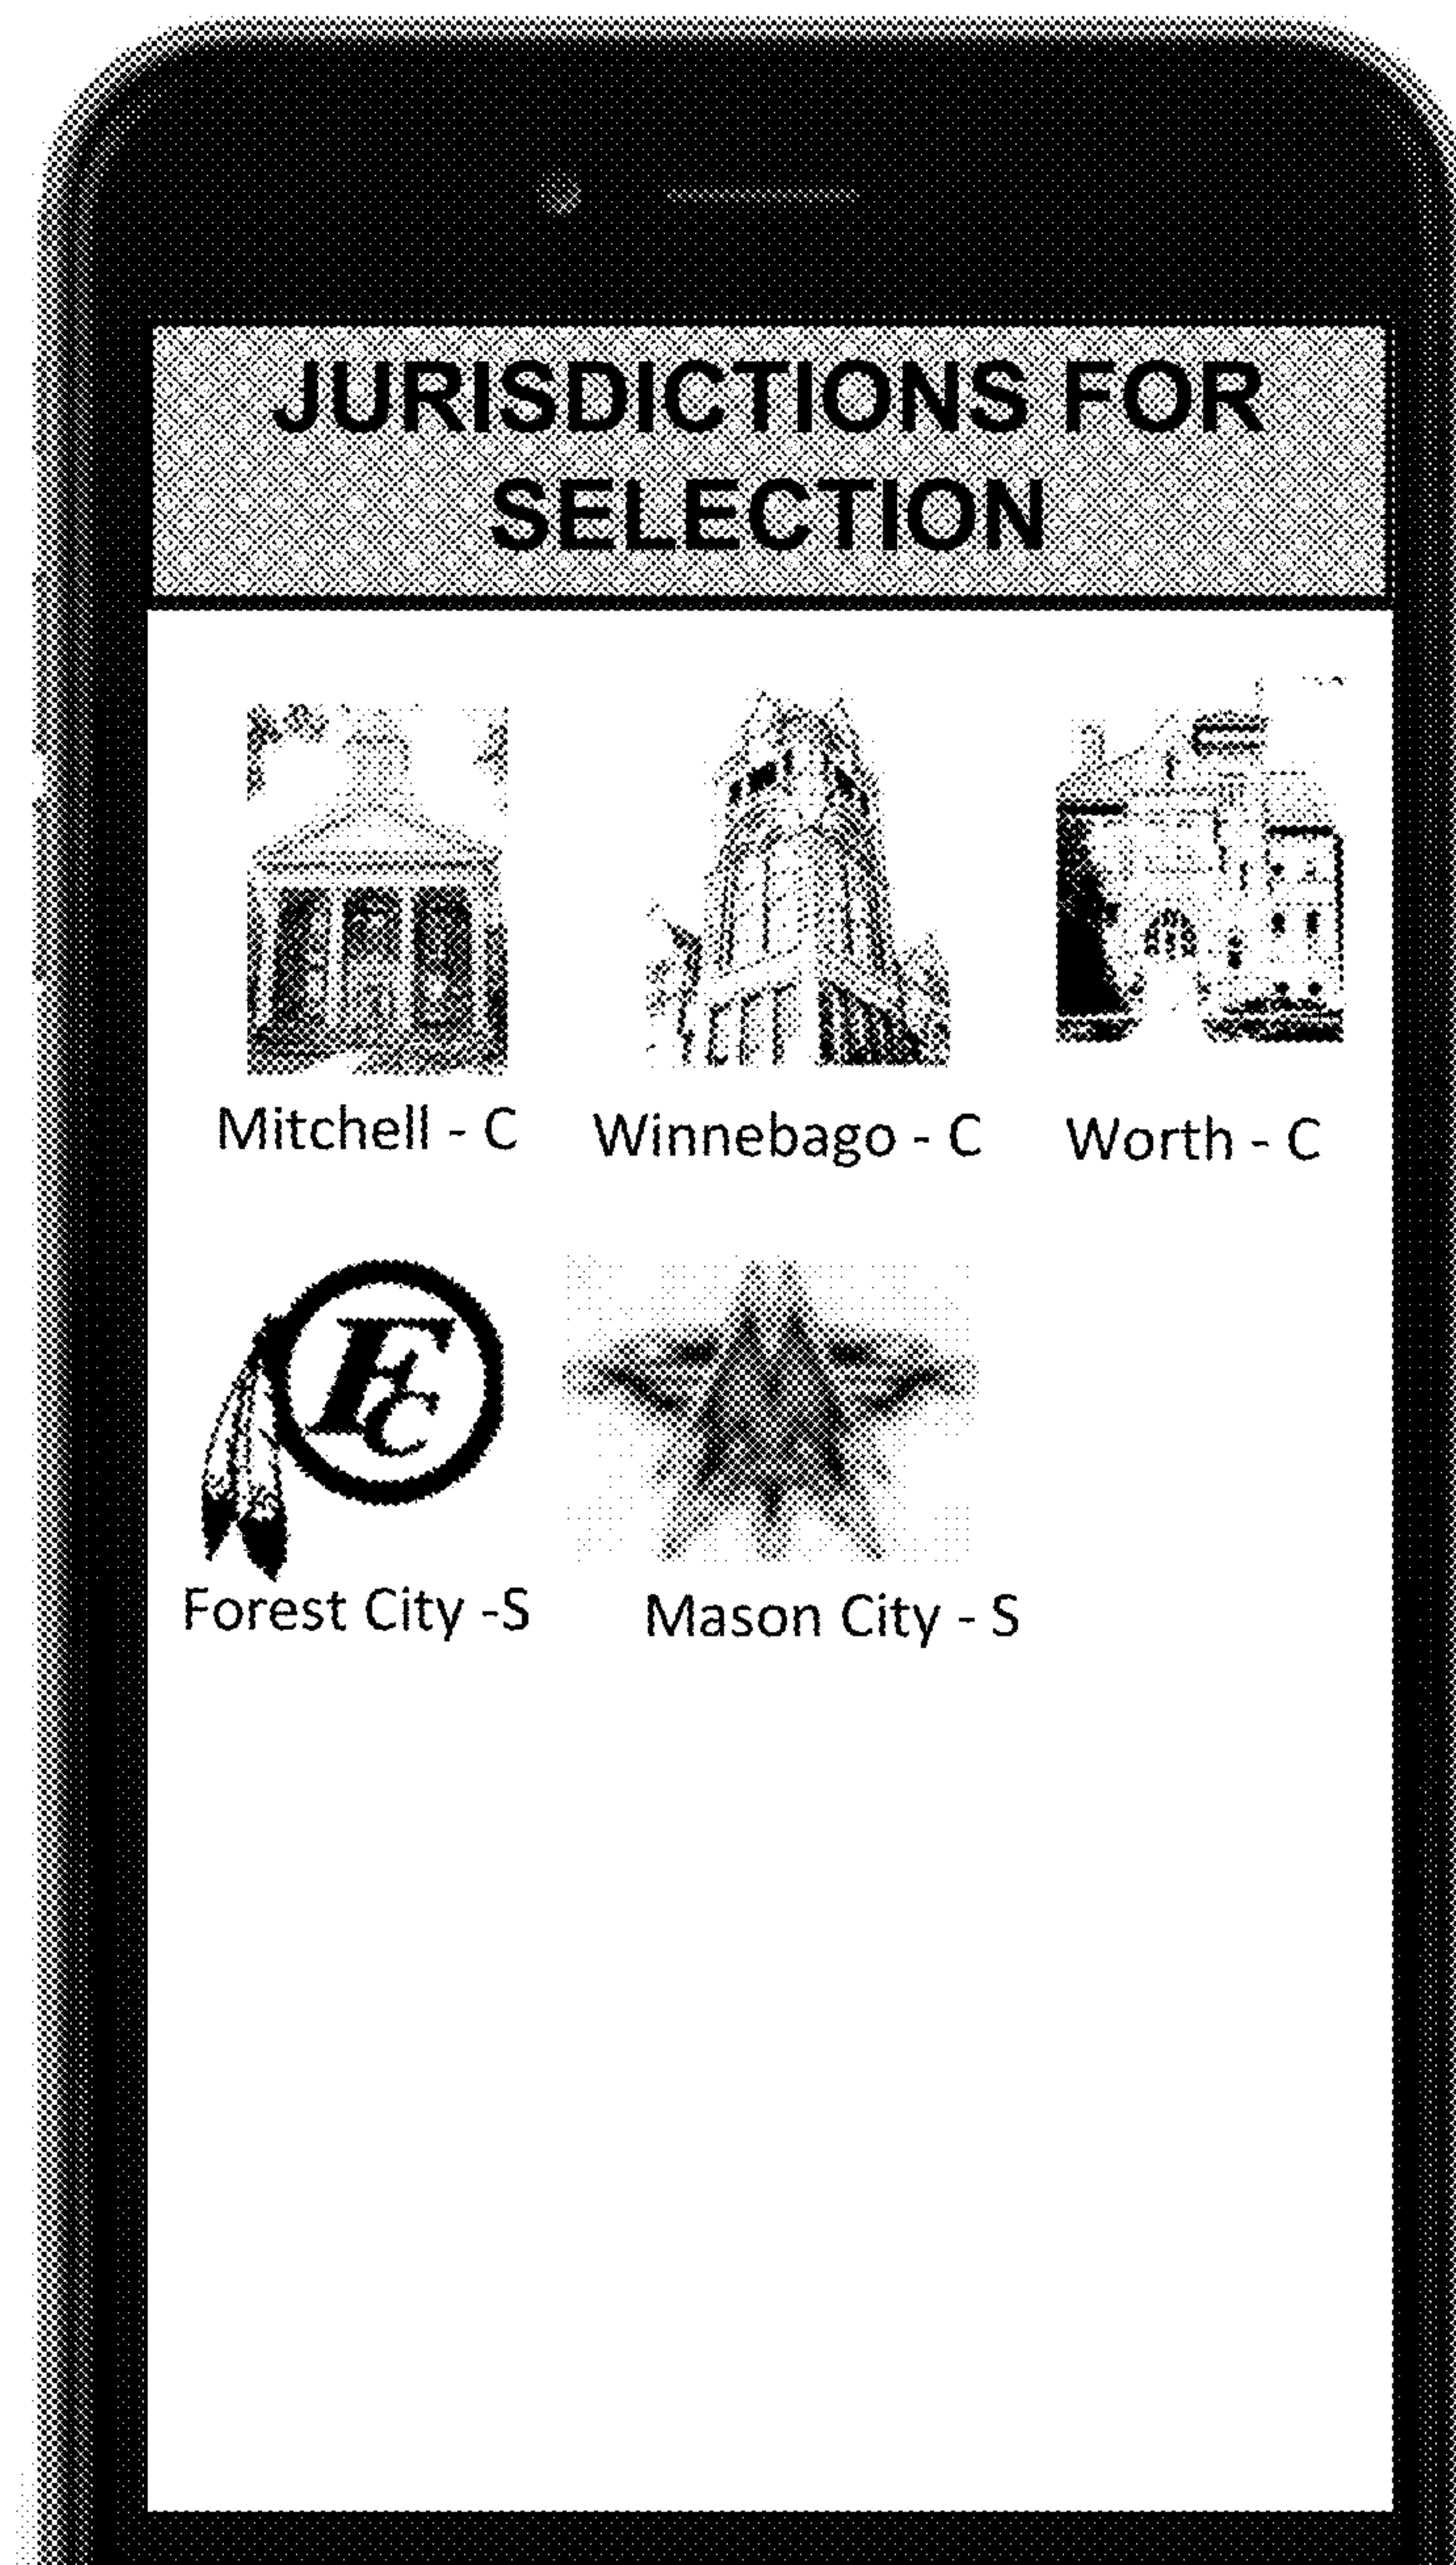 JURISDICTIONS FOR
SELECTION
Mitchell - C Winnebago - C Worth - C
FC
Forest City -S Mason City - S